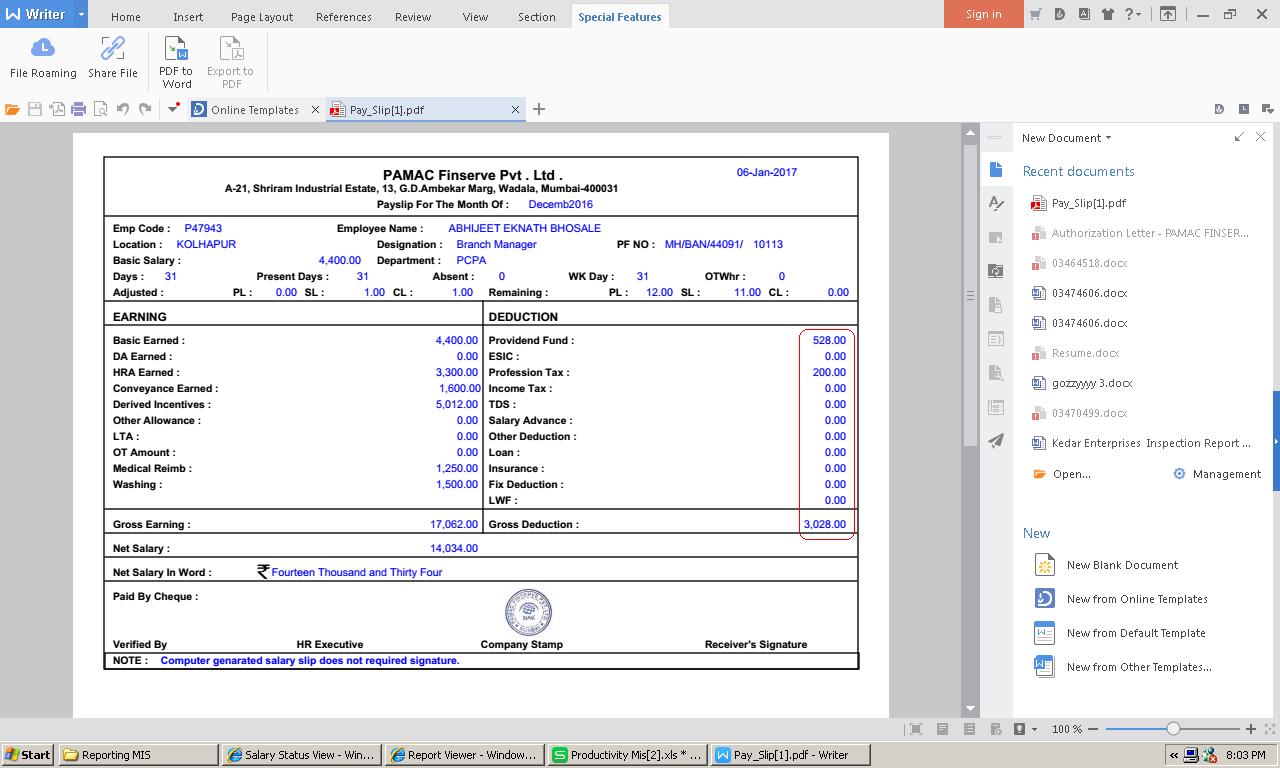 Writer Home Insert Page Layout References Review View Section Special Features Sign in
File Roaming Share File PDF to Word Export to PDF
Online Templates Pay_Slip[1].pdf
PAMAC Finserve Pvt . Ltd . 06-Jan-2017
A-21, Shriram Industrial Estate, 13, G.D.Ambekar Marg, Wadala, Mumbai-400031
Payslip For The Month Of : Decemb2016
Emp Code : P47943 Employee Name : ABHIJEET EKNATH BHOSALE
Location : KOLHAPUR Designation : Branch Manager PF NO : MH/BAN/44091/ 10113
Basic Salary : 4,400.00 Department : PCPA
Days : 31 Present Days : 31 Absent : 0 WK Day : 31 OTWhr : 0
Adjusted : PL : 0.00 SL : 1.00 CL : 1.00 Remaining : PL : 12.00 SL : 11.00 CL : 0.00
EARNING DEDUCTION
Basic Earned : 4,400.00 Providend Fund : 528.00
DA Earned : 0.00 ESIC : 0.00
HRA Earned : 3,300.00 Profession Tax : 200.00
Conveyance Earned : 1,600.00 Income Tax : 0.00
Derived Incentives : 5,012.00 TDS : 0.00
Other Allowance : 0.00 Salary Advance : 0.00
LTA : 0.00 Other Deduction : 0.00
OT Amount : 0.00 Loan : 0.00
Medical Reimb : 1,250.00 Insurance : 0.00
Washing : 1,500.00 Fix Deduction : 0.00
LWF : 0.00
Gross Earning : 17,062.00 Gross Deduction : 3,028.00
Net Salary : 14,034.00
Net Salary In Word : ₹ Fourteen Thousand and Thirty Four
Paid By Cheque :
PAMAC
Verified By HR Executive Company Stamp Receiver's Signature
NOTE : Computer genarated salary slip does not required signature.
New Document
Recent documents
Pay_Slip[1].pdf
Authorization Letter - PAMAC FINSER...
03464518.docx
03474606.docx
03474606.docx
Resume.docx
gozzyyyy 3.docx
03470499.docx
Kedar Enterprises Inspection Report ...
Open... Management
New
New Blank Document
New from Online Templates
New from Default Template
New from Other Templates...
100 %
Start Reporting MIS Salary Status View - Win... Report Viewer - Window... Productivity Mis[2].xls * ... Pay_Slip[1].pdf - Writer 8:03 PM